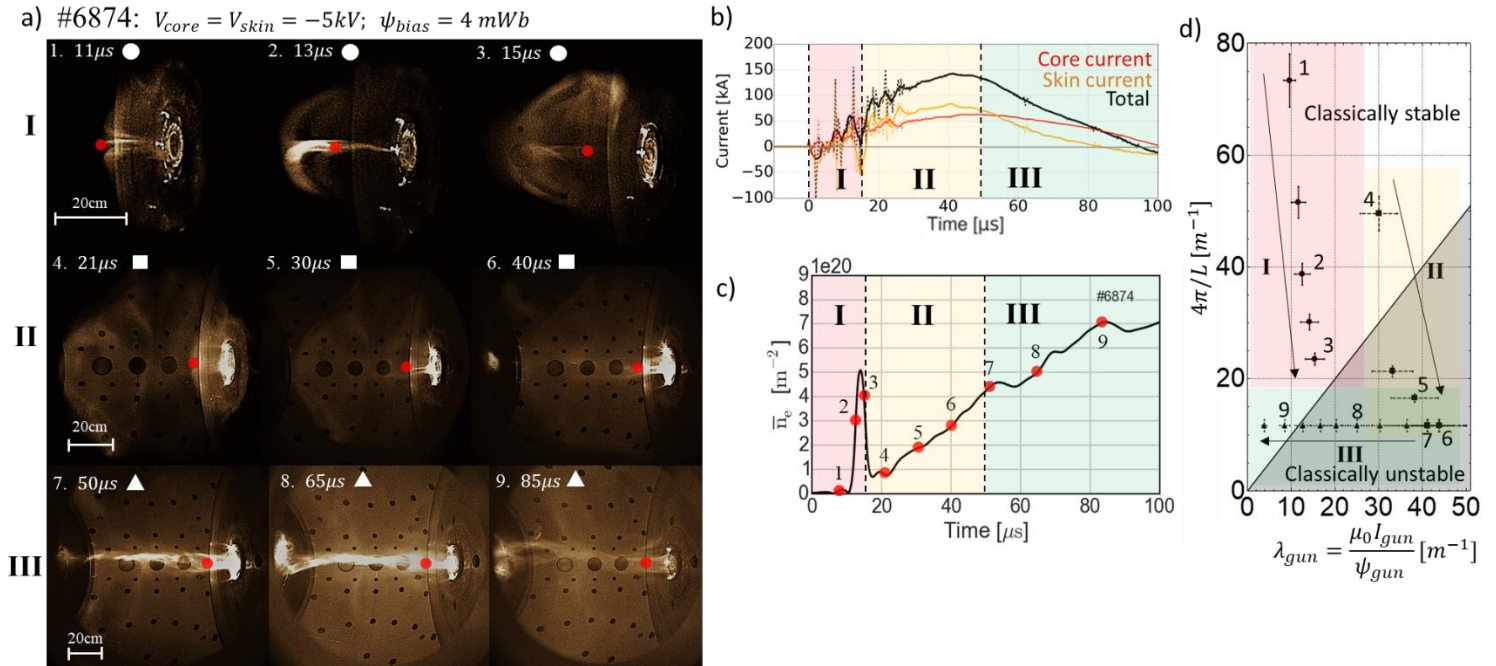 a) #6874: V_core = V_skin = −5kV; ψ_bias = 4 mWb
I
1. 11μs
2. 13μs
3. 15μs
20cm
II
4. 21μs
5. 30μs
6. 40μs
20cm
III
7. 50μs
8. 65μs
9. 85μs
20cm
b)
Current [kA]
200
150
100
50
0
−50
−100
Core current
Skin current
Total
I
II
III
0
20
40
60
80
100
Time [μs]
c)
n̄_e [m⁻²]
9e20
8
7
6
5
4
3
2
1
0
I
II
III
#6874
1
2
3
4
5
6
7
8
9
0
20
40
60
80
100
Time [μs]
d)
4π/L [m⁻¹]
80
60
40
20
0
Classically stable
Classically unstable
I
II
III
1
2
3
4
5
6
7
8
9
0
10
20
30
40
50
λ_gun = μ₀I_gun/ψ_gun [m⁻¹]